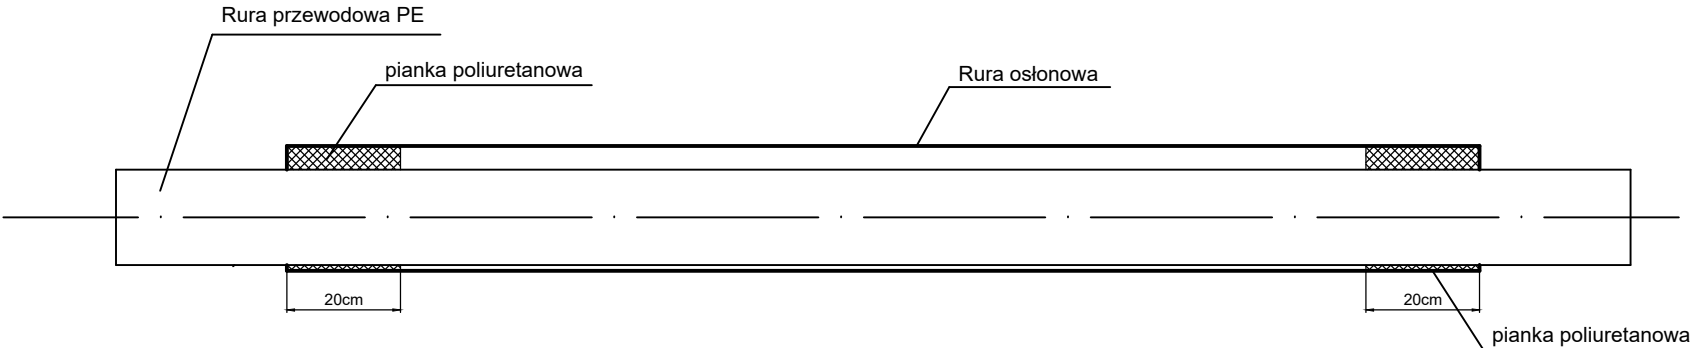 Rura przewodowa PE
pianka poliuretanowa
Rura osłonowa
20cm
20cm
pianka poliuretanowa